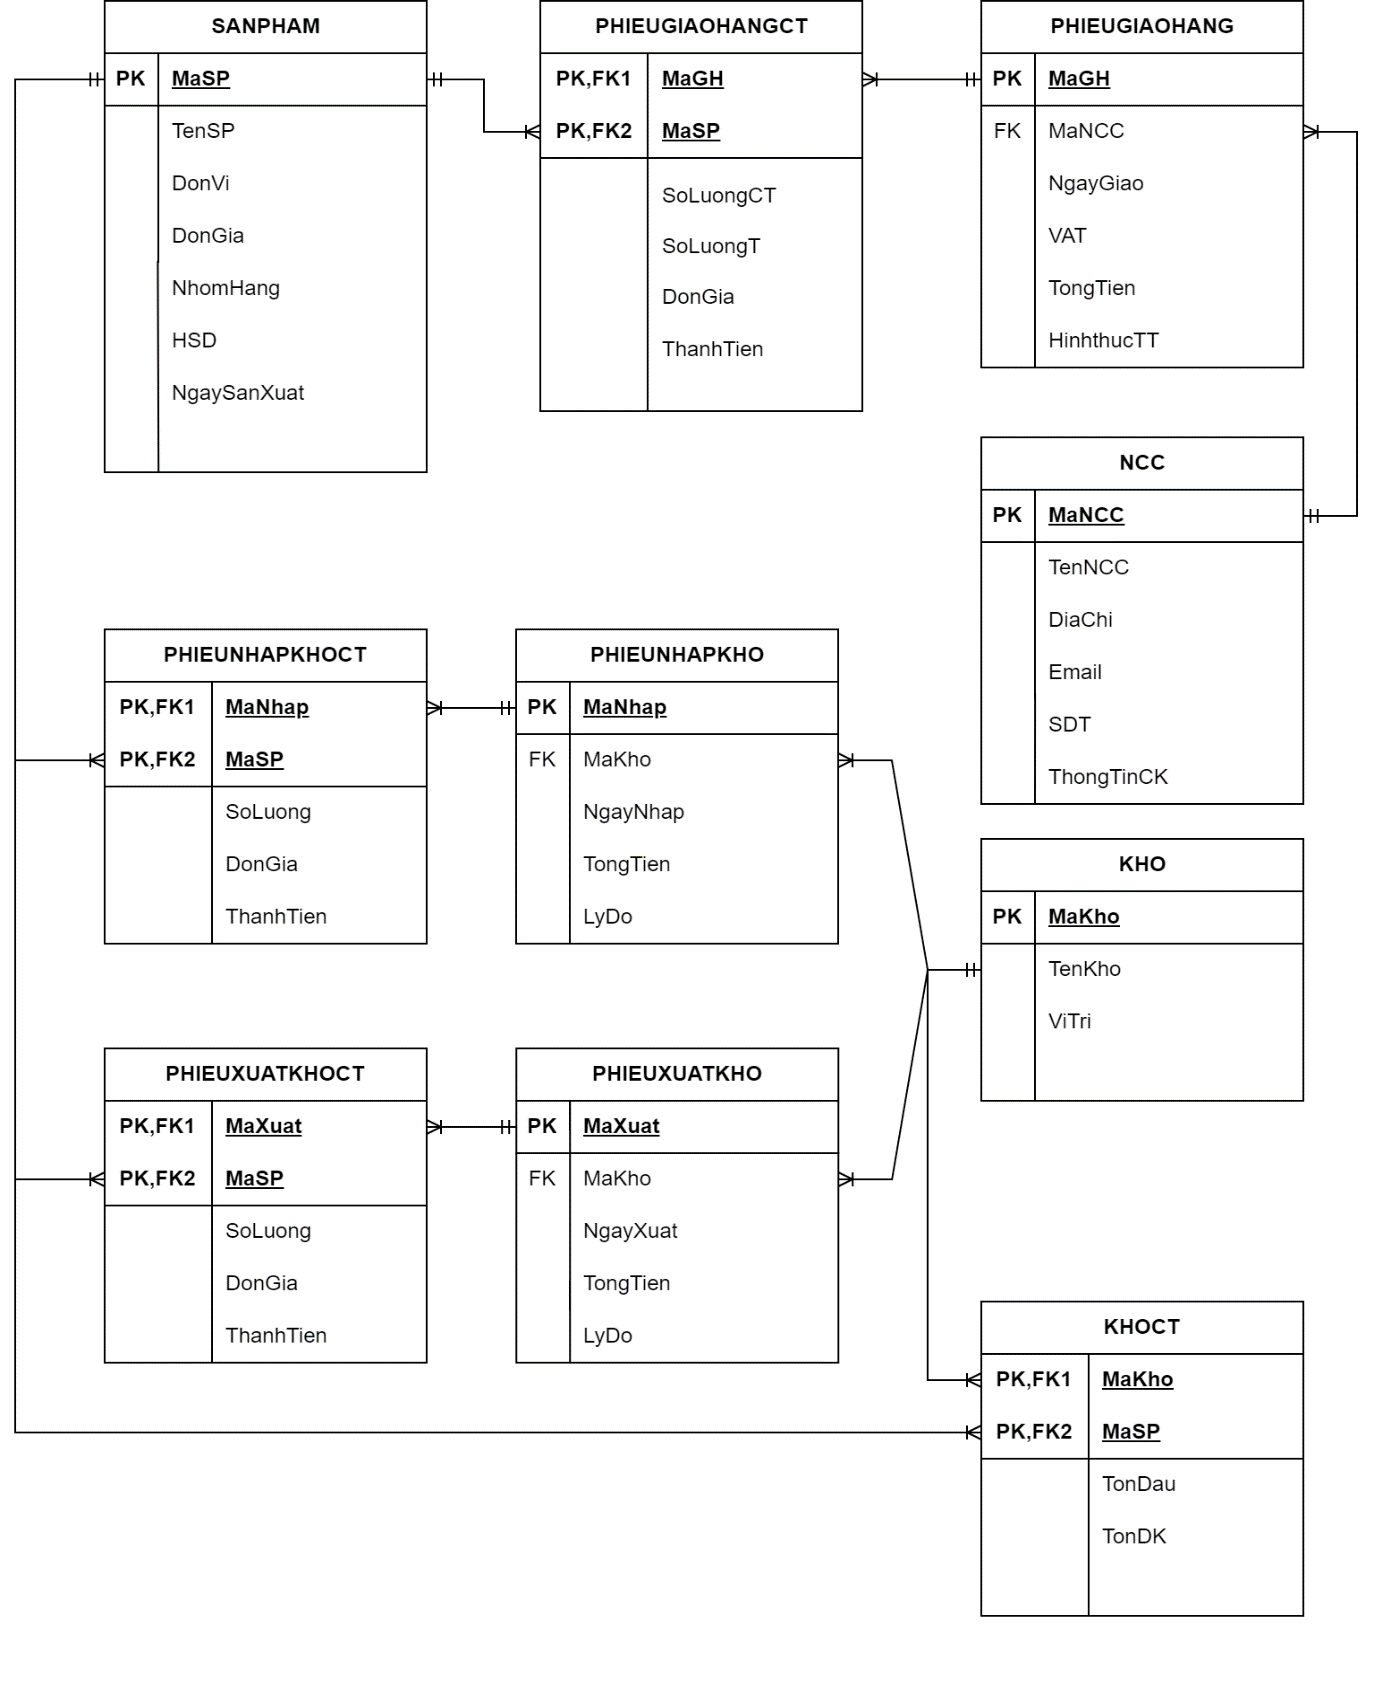 SANPHAM
PK MaSP
TenSP
DonVi
DonGia
NhomHang
HSD
NgaySanXuat
PHIEUGIAOHANGCT
PK,FK1 MaGH
PK,FK2 MaSP
SoLuongCT
SoLuongT
DonGia
ThanhTien
PHIEUGIAOHANG
PK MaGH
FK MaNCC
NgayGiao
VAT
TongTien
HinhthucTT
NCC
PK MaNCC
TenNCC
DiaChi
Email
SDT
ThongTinCK
PHIEUNHAPKHOCT
PK,FK1 MaNhap
PK,FK2 MaSP
SoLuong
DonGia
ThanhTien
PHIEUNHAPKHO
PK MaNhap
FK MaKho
NgayNhap
TongTien
LyDo
KHO
PK MaKho
TenKho
ViTri
PHIEUXUATKHOCT
PK,FK1 MaXuat
PK,FK2 MaSP
SoLuong
DonGia
ThanhTien
PHIEUXUATKHO
PK MaXuat
FK MaKho
NgayXuat
TongTien
LyDo
KHOCT
PK,FK1 MaKho
PK,FK2 MaSP
TonDau
TonDK